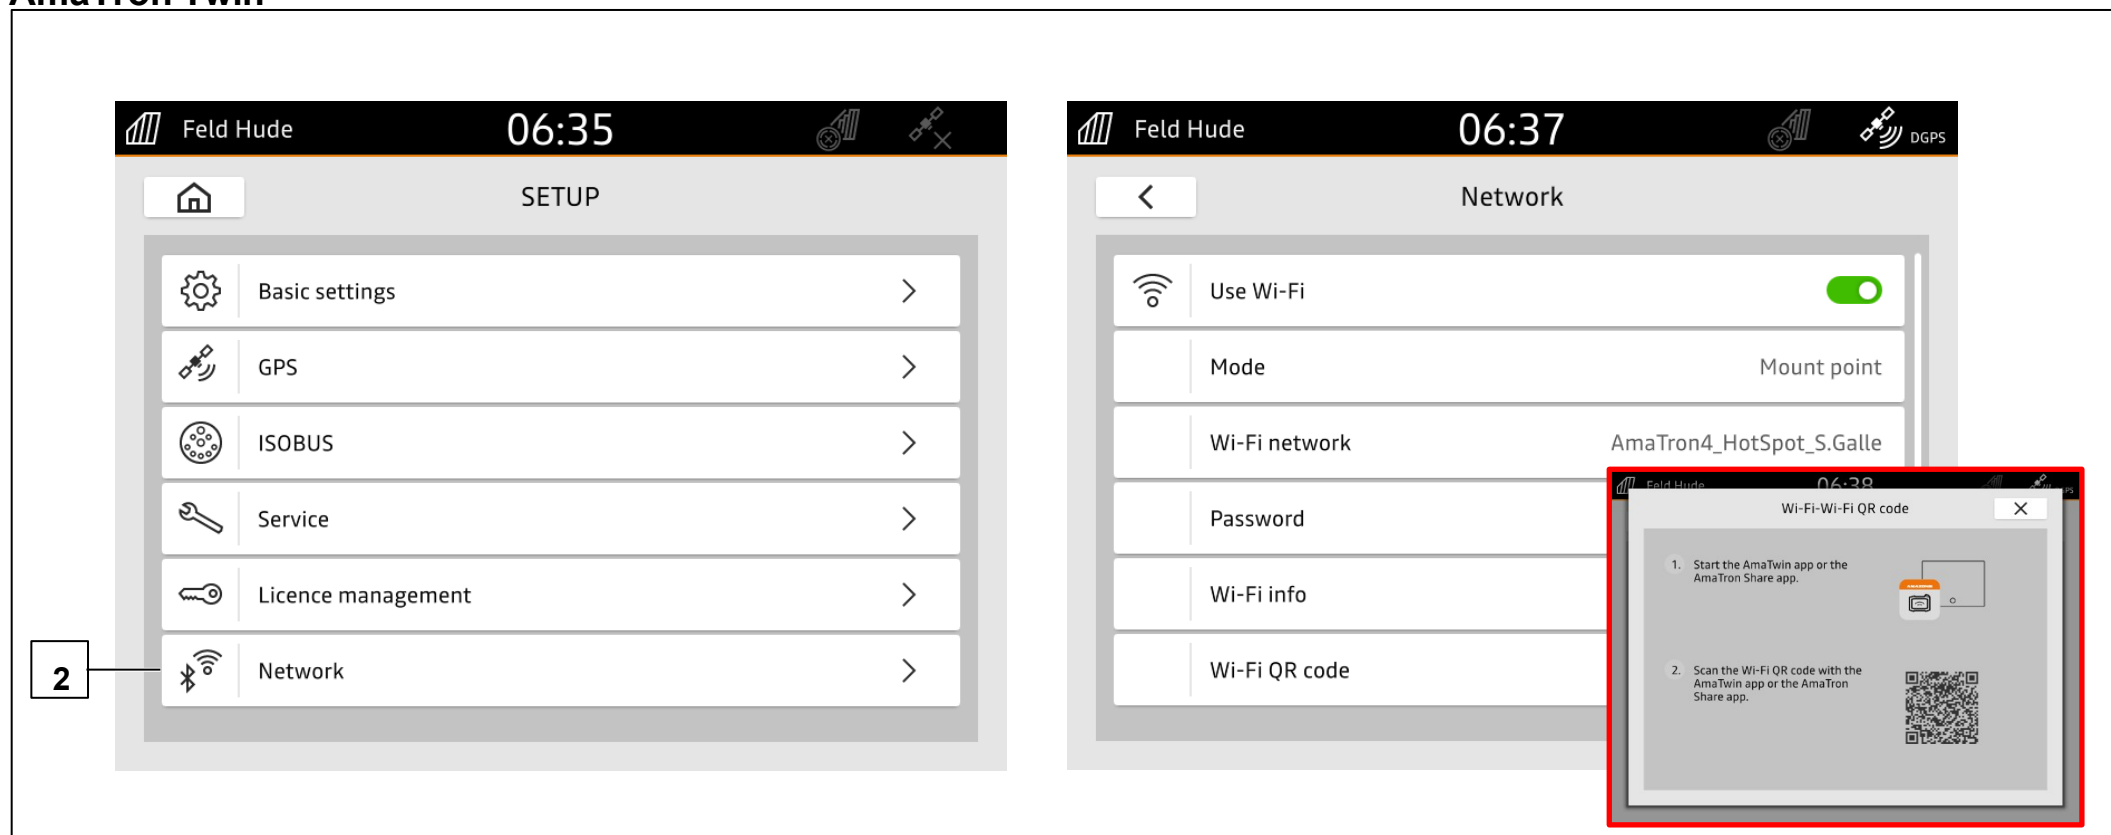 AmaTron Twin
Feld Hude 06:35
SETUP
Basic settings
GPS
ISOBUS
Service
Licence management
Network
2
Feld Hude 06:37 DGPS
Network
Use Wi-Fi
Mode Mount point
Wi-Fi network AmaTron4_HotSpot_S.Galle
Password
Wi-Fi info
Wi-Fi QR code
Feld Hude 06:38
Wi-Fi-Wi-Fi QR code
1. Start the AmaTwin app or the
AmaTron Share app.
2. Scan the Wi-Fi QR code with the
AmaTwin app or the AmaTron
Share app.